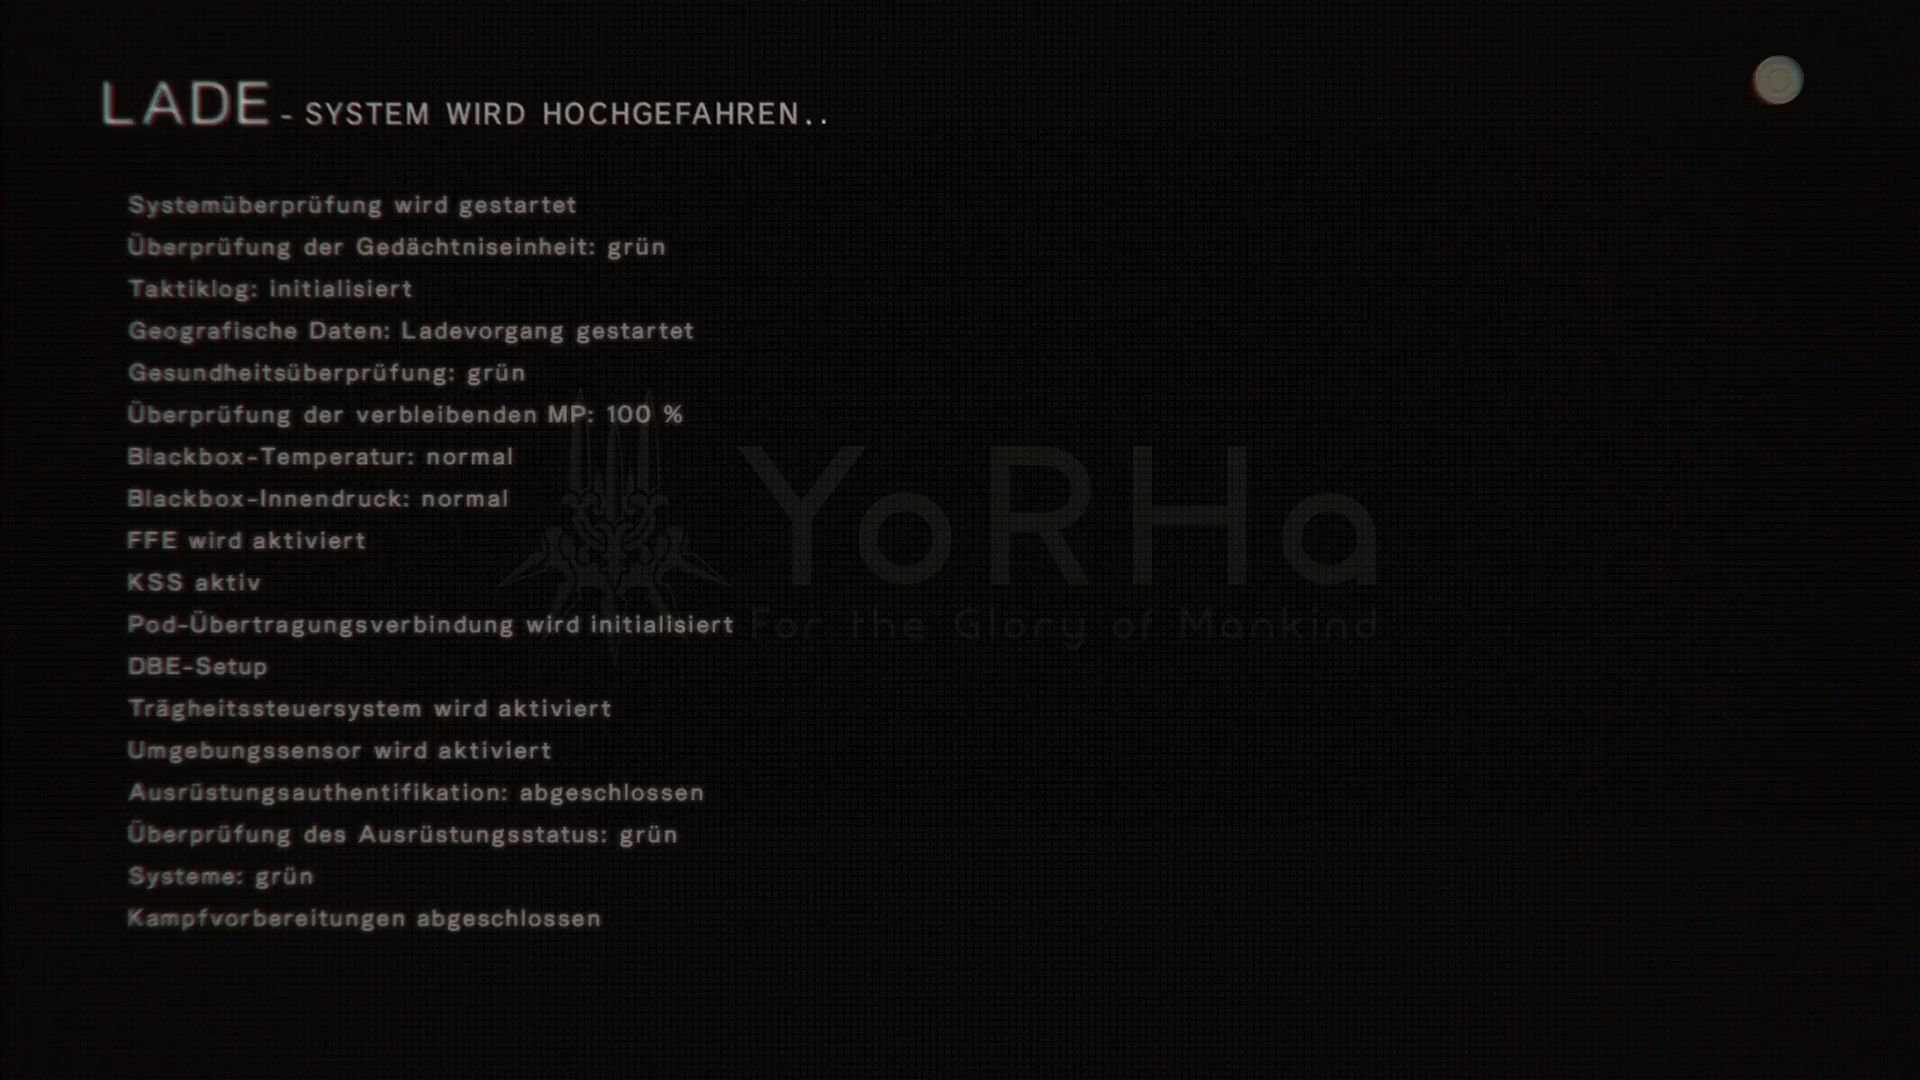 LADE - SYSTEM WIRD HOCHGEFAHREN..
Systemüberprüfung wird gestartet
Überprüfung der Gedächtniseinheit: grün
Taktiklog: initialisiert
Geografische Daten: Ladevorgang gestartet
Gesundheitsüberprüfung: grün
Überprüfung der verbleibenden MP: 100 %
Blackbox-Temperatur: normal
Blackbox-Innendruck: normal
FFE wird aktiviert
KSS aktiv
Pod-Übertragungsverbindung wird initialisiert
DBE-Setup
Trägheitssteuersystem wird aktiviert
Umgebungssensor wird aktiviert
Ausrüstungsauthentifikation: abgeschlossen
Überprüfung des Ausrüstungsstatus: grün
Systeme: grün
Kampfvorbereitungen abgeschlossen
YoRHa
For the Glory of Mankind